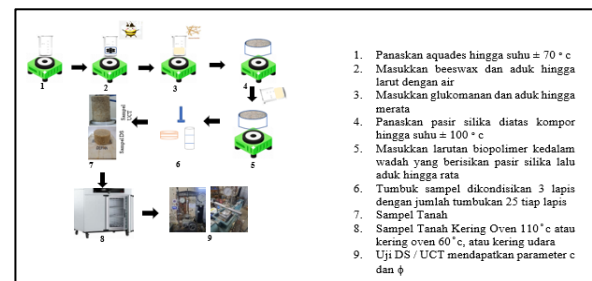 1
2
3
4
5
6
7
8
9
Sampel UCT
Sampel DS
1. Panaskan aquades hingga suhu ± 70 ° c
2. Masukkan beeswax dan aduk hingga
larut dengan air
3. Masukkan glukomanan dan aduk hingga
merata
4. Panaskan pasir silika diatas kompor
hingga suhu ± 100 ° c
5. Masukkan larutan biopolimer kedalam
wadah yang berisikan pasir silika lalu
aduk hingga rata
6. Tumbuk sampel dikondisikan 3 lapis
dengan jumlah tumbukan 25 tiap lapis
7. Sampel Tanah
8. Sampel Tanah Kering Oven 110˚c atau
kering oven 60˚c, atau kering udara
9. Uji DS / UCT mendapatkan parameter c
dan ϕ